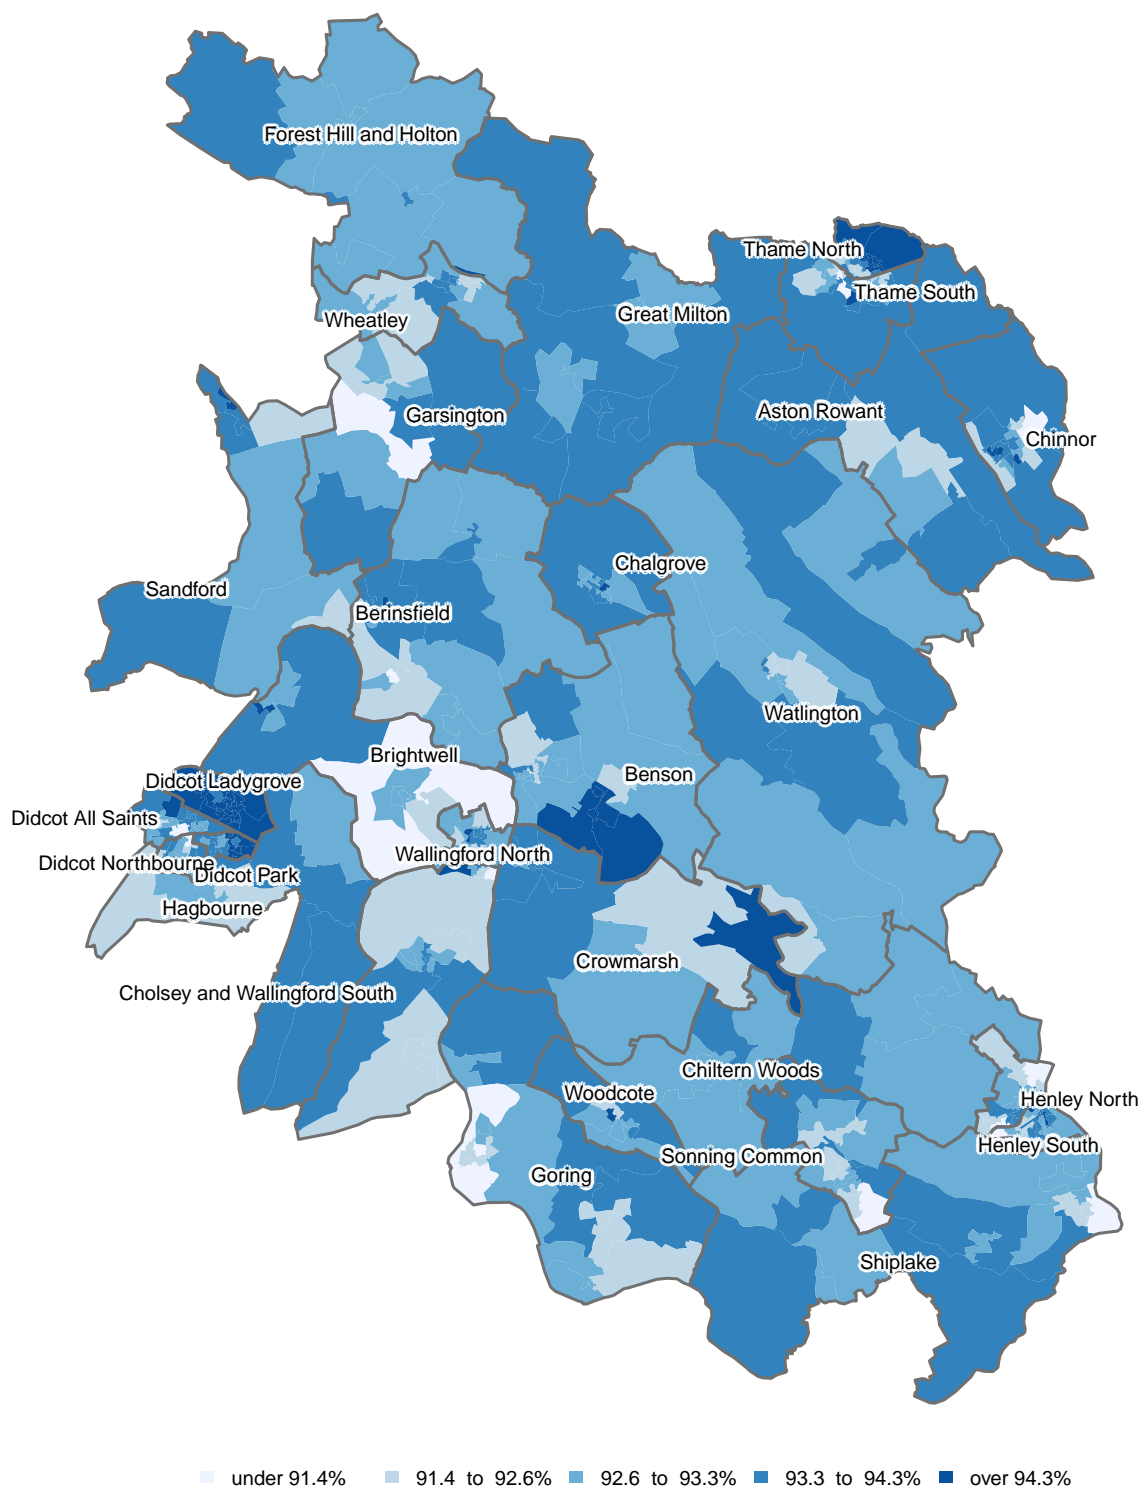 Forest Hill and Holton
Thame North
Thame South
Great Milton
Wheatley
Garsington
Aston Rowant
Chinnor
Chalgrove
Sandford
Berinsfield
Watlington
Brightwell
Benson
Didcot Ladygrove
Didcot All Saints
Wallingford North
Didcot Northbourne
Didcot Park
Hagbourne
Crowmarsh
Cholsey and Wallingford South
Chiltern Woods
Woodcote
Henley North
Henley South
Sonning Common
Goring
Shiplake
under 91.4% 91.4 to 92.6% 92.6 to 93.3% 93.3 to 94.3% over 94.3%